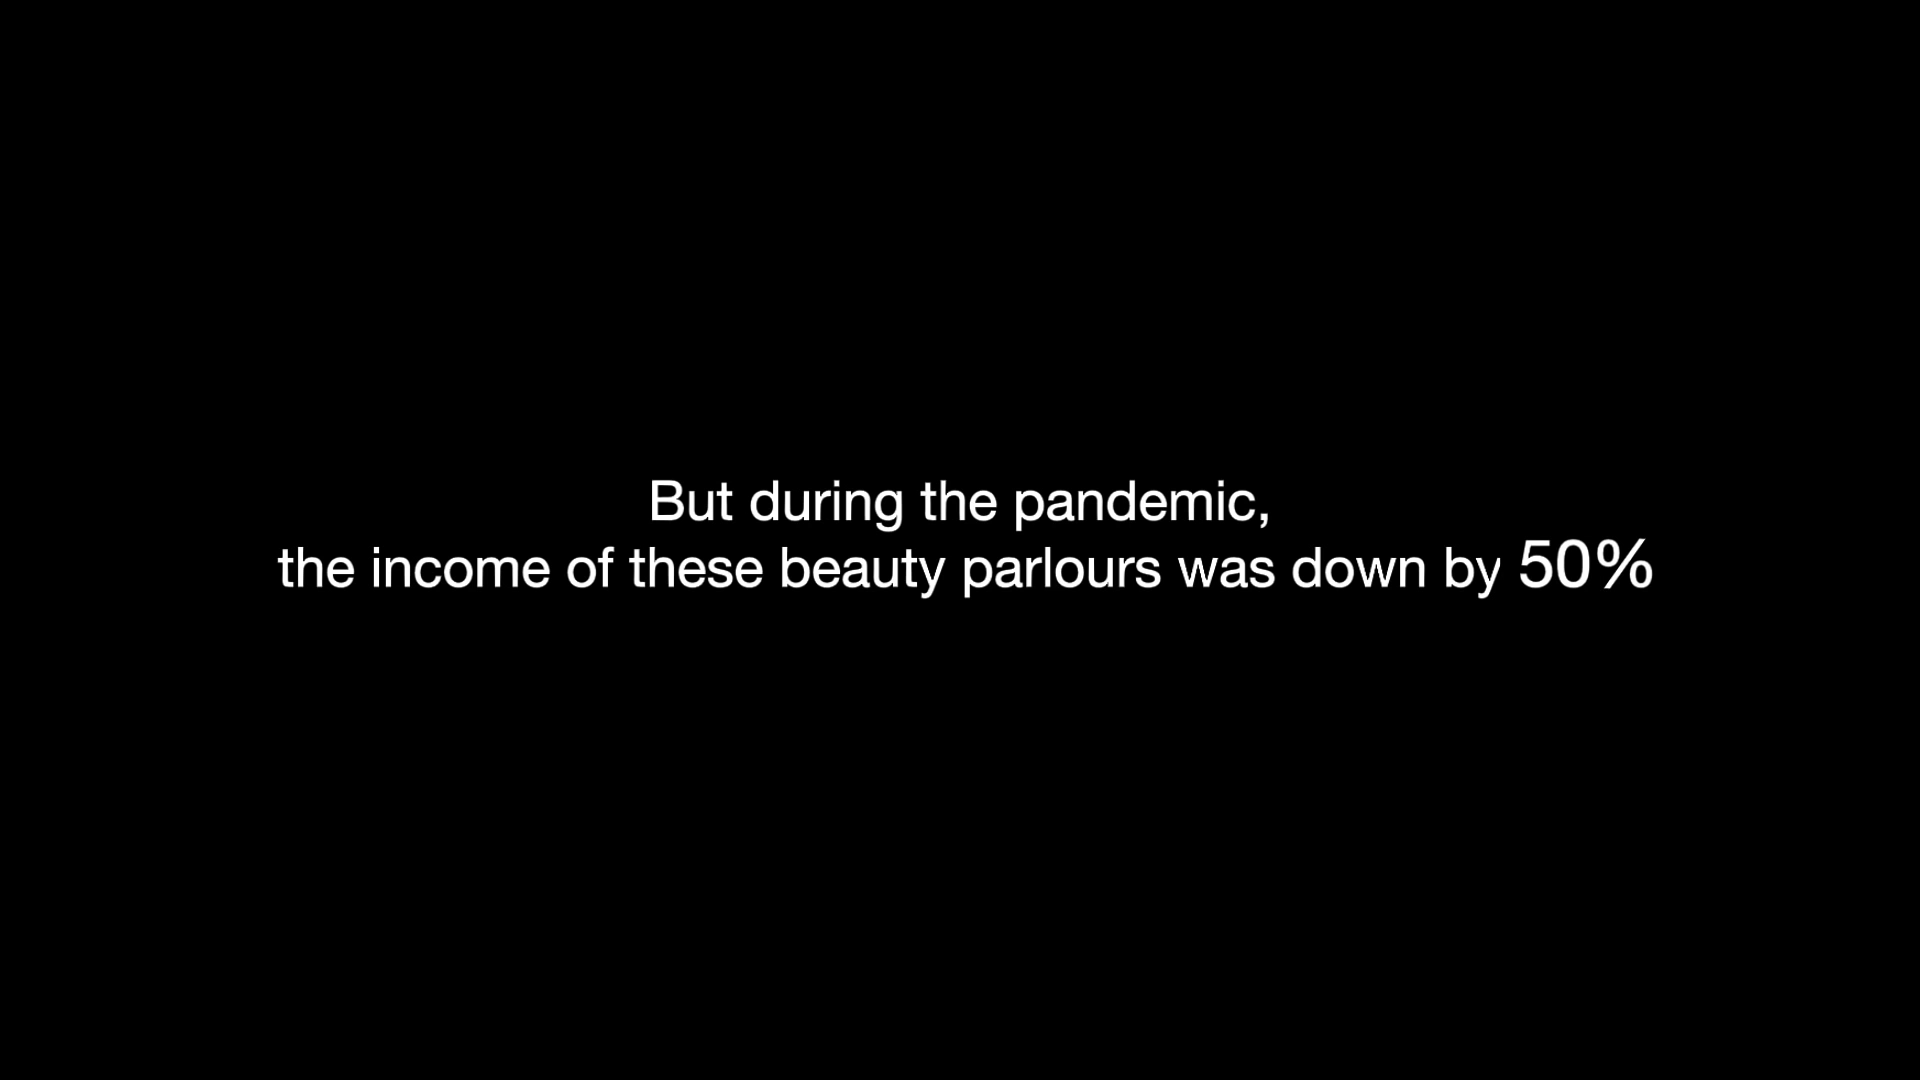 But during the pandemic,
the income of these beauty parlours was down by 50%